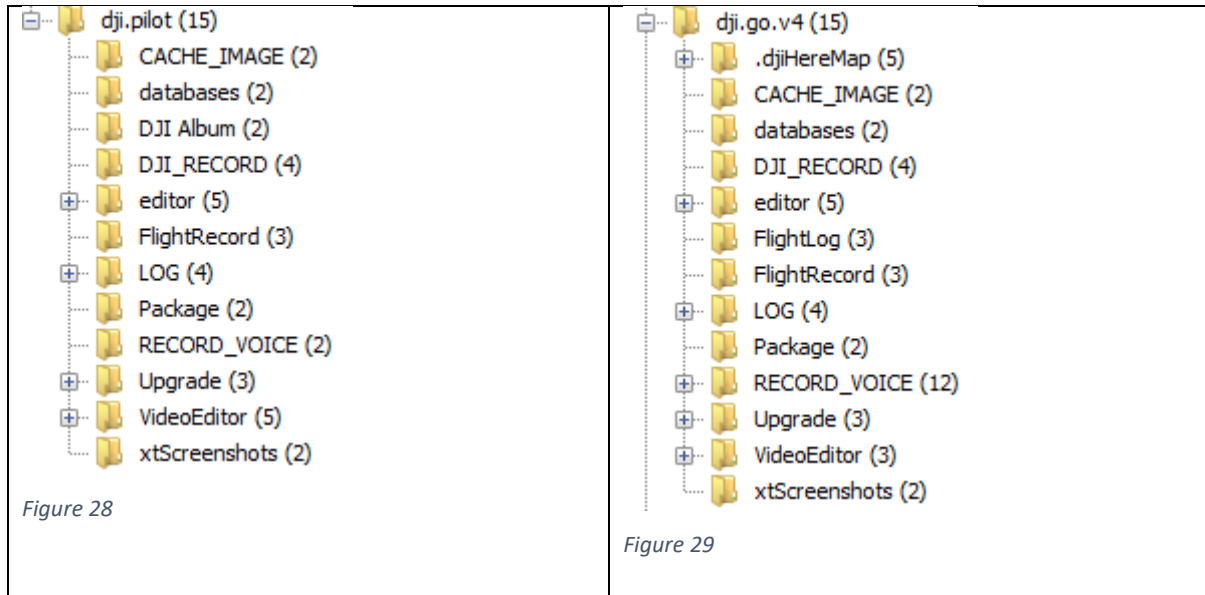 dji.pilot (15)
CACHE_IMAGE (2)
databases (2)
DJI Album (2)
DJI_RECORD (4)
editor (5)
FlightRecord (3)
LOG (4)
Package (2)
RECORD_VOICE (2)
Upgrade (3)
VideoEditor (5)
xtScreenshots (2)
Figure 28
dji.go.v4 (15)
.djiHereMap (5)
CACHE_IMAGE (2)
databases (2)
DJI_RECORD (4)
editor (5)
FlightLog (3)
FlightRecord (3)
LOG (4)
Package (2)
RECORD_VOICE (12)
Upgrade (3)
VideoEditor (3)
xtScreenshots (2)
Figure 29